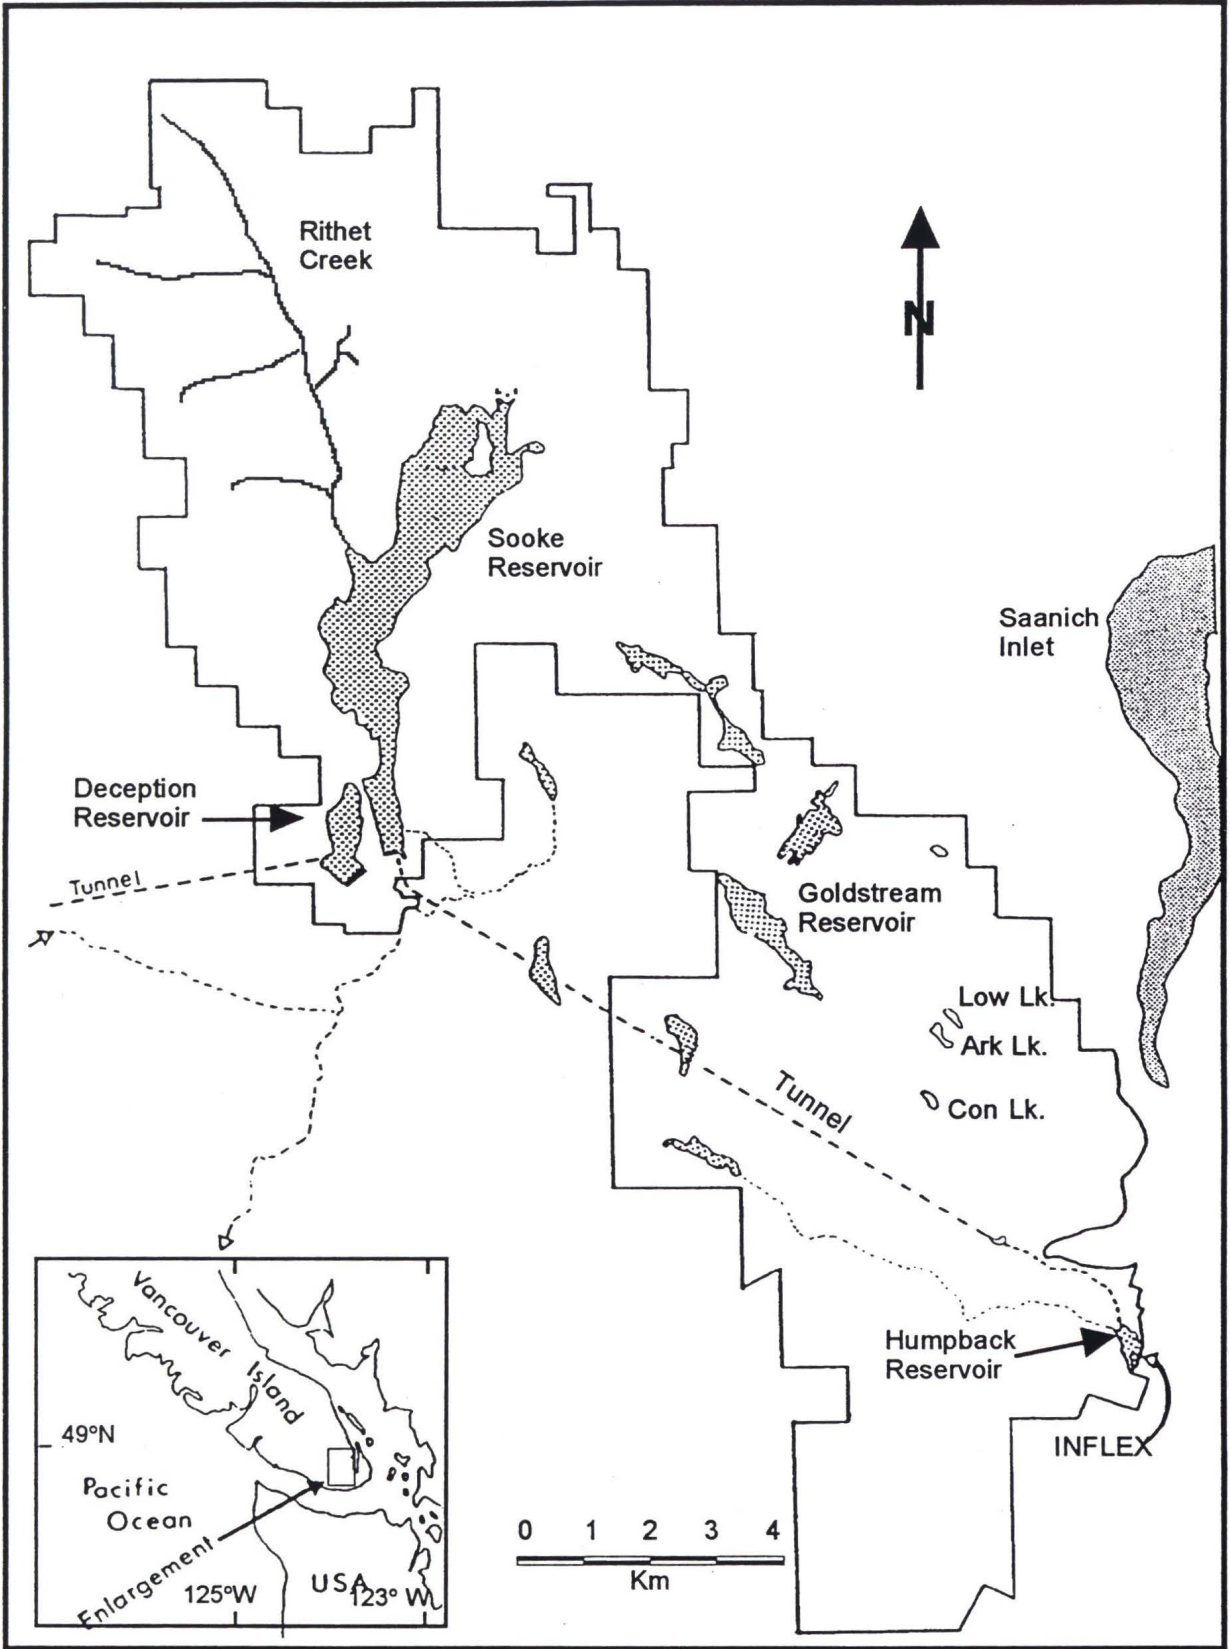 Rithet
Creek
N
Sooke
Reservoir
Saanich
Inlet
Deception
Reservoir
Tunnel
Goldstream
Reservoir
Low Lk.
Ark Lk.
Con Lk.
Tunnel
Humpback
Reservoir
INFLEX
Vancouver
Island
49°N
Pacific
Ocean
Enlargement
125°W
USA
123° W
0 1 2 3 4
Km